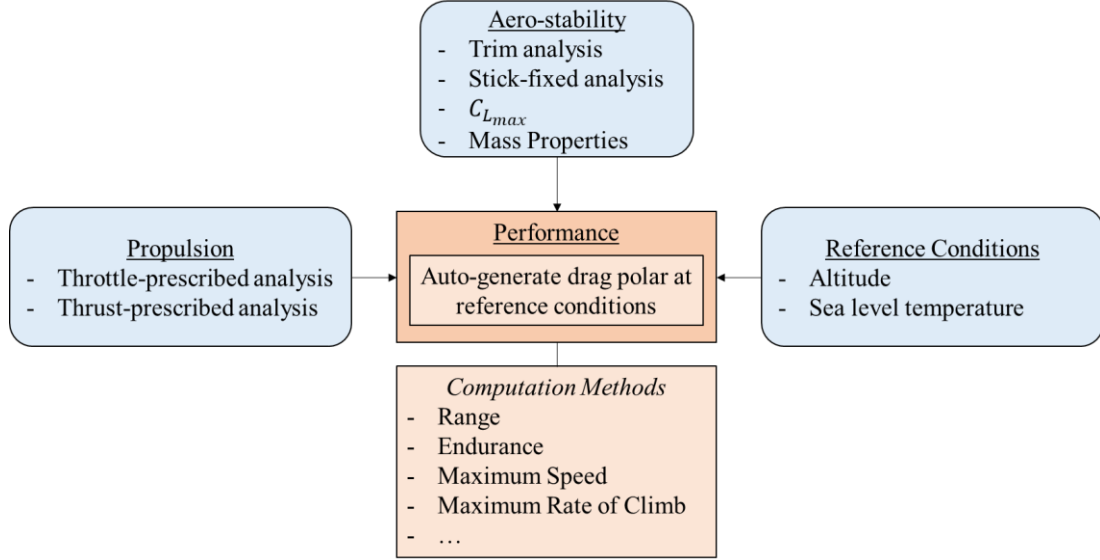 Aero-stability
- Trim analysis
- Stick-fixed analysis
- $C_{L_{max}}$
- Mass Properties
Propulsion
- Throttle-prescribed analysis
- Thrust-prescribed analysis
Performance
Auto-generate drag polar at
reference conditions
Reference Conditions
- Altitude
- Sea level temperature
Computation Methods
- Range
- Endurance
- Maximum Speed
- Maximum Rate of Climb
- …